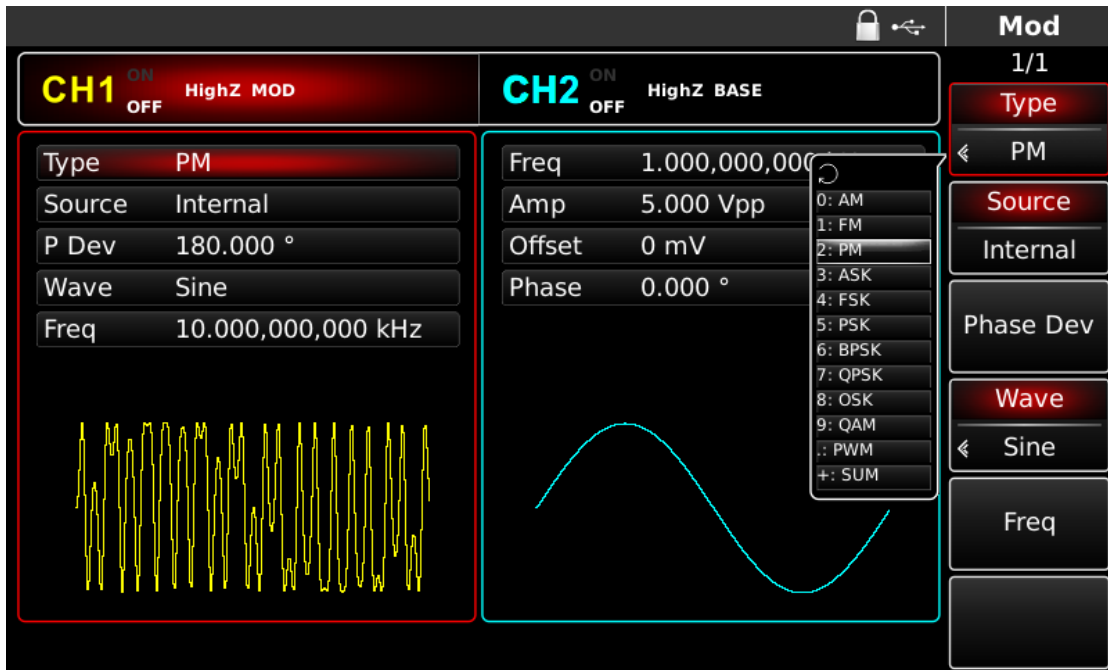 Mod
1/1
CH1 ON OFF HighZ MOD
CH2 ON OFF HighZ BASE
Type PM
Source Internal
P Dev 180.000 °
Wave Sine
Freq 10.000,000,000 kHz
Freq 1.000,000,000
Amp 5.000 Vpp
Offset 0 mV
Phase 0.000 °
0: AM
1: FM
2: PM
3: ASK
4: FSK
5: PSK
6: BPSK
7: QPSK
8: OSK
9: QAM
.: PWM
+: SUM
Type
PM
Source
Internal
Phase Dev
Wave
Sine
Freq